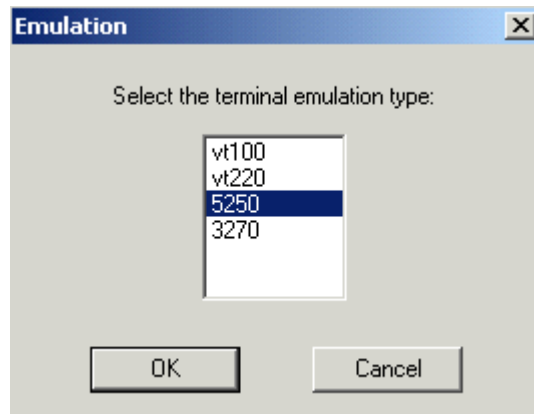 Emulation
Select the terminal emulation type:
vt100
vt220
5250
3270
OK Cancel